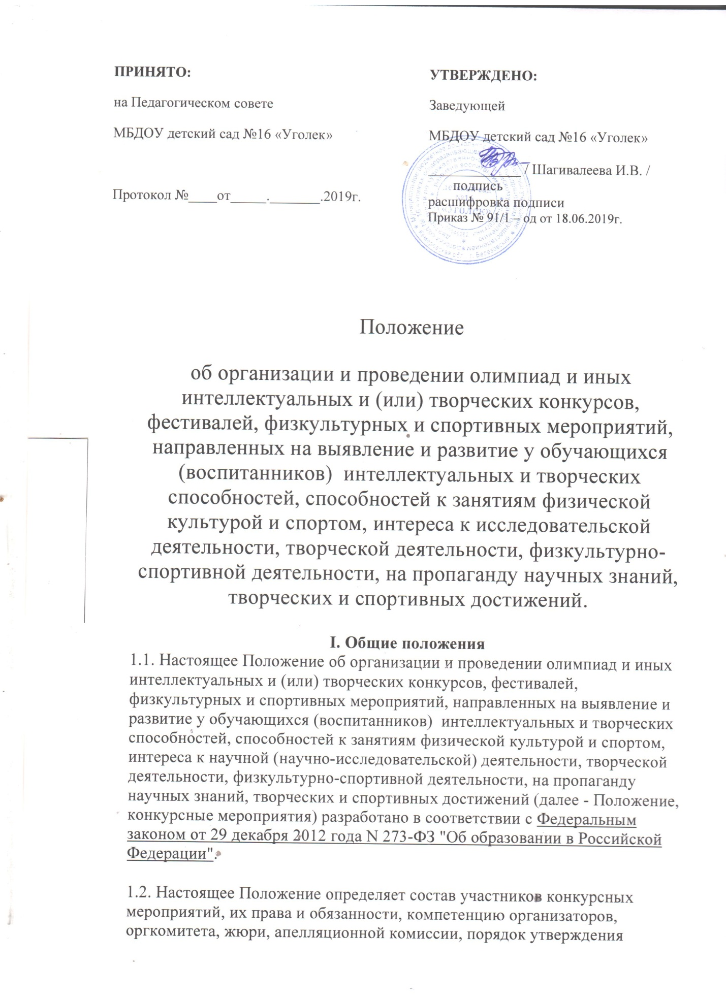 ПРИНЯТО:
на Педагогическом совете
МБДОУ детский сад №16 «Уголек»
Протокол №____от_____._______.2019г.
УТВЕРЖДЕНО:
Заведующей
МБДОУ детский сад №16 «Уголек»
_____________ / Шагивалеева И.В. /
подпись
расшифровка подписи
Приказ № 91/1 – од от 18.06.2019г.
Положение
об организации и проведении олимпиад и иных
интеллектуальных и (или) творческих конкурсов,
фестивалей, физкультурных и спортивных мероприятий,
направленных на выявление и развитие у обучающихся
(воспитанников)  интеллектуальных и творческих
способностей, способностей к занятиям физической
культурой и спортом, интереса к исследовательской
деятельности, творческой деятельности, физкультурно-
спортивной деятельности, на пропаганду научных знаний,
творческих и спортивных достижений.
I. Общие положения
1.1. Настоящее Положение об организации и проведении олимпиад и иных
интеллектуальных и (или) творческих конкурсов, фестивалей,
физкультурных и спортивных мероприятий, направленных на выявление и
развитие у обучающихся (воспитанников)  интеллектуальных и творческих
способностей, способностей к занятиям физической культурой и спортом,
интереса к научной (научно-исследовательской) деятельности, творческой
деятельности, физкультурно-спортивной деятельности, на пропаганду
научных знаний, творческих и спортивных достижений (далее - Положение,
конкурсные мероприятия) разработано в соответствии с Федеральным
законом от 29 декабря 2012 года N 273-ФЗ "Об образовании в Российской
Федерации".
1.2. Настоящее Положение определяет состав участников конкурсных
мероприятий, их права и обязанности, компетенцию организаторов,
оргкомитета, жюри, апелляционной комиссии, порядок утверждения